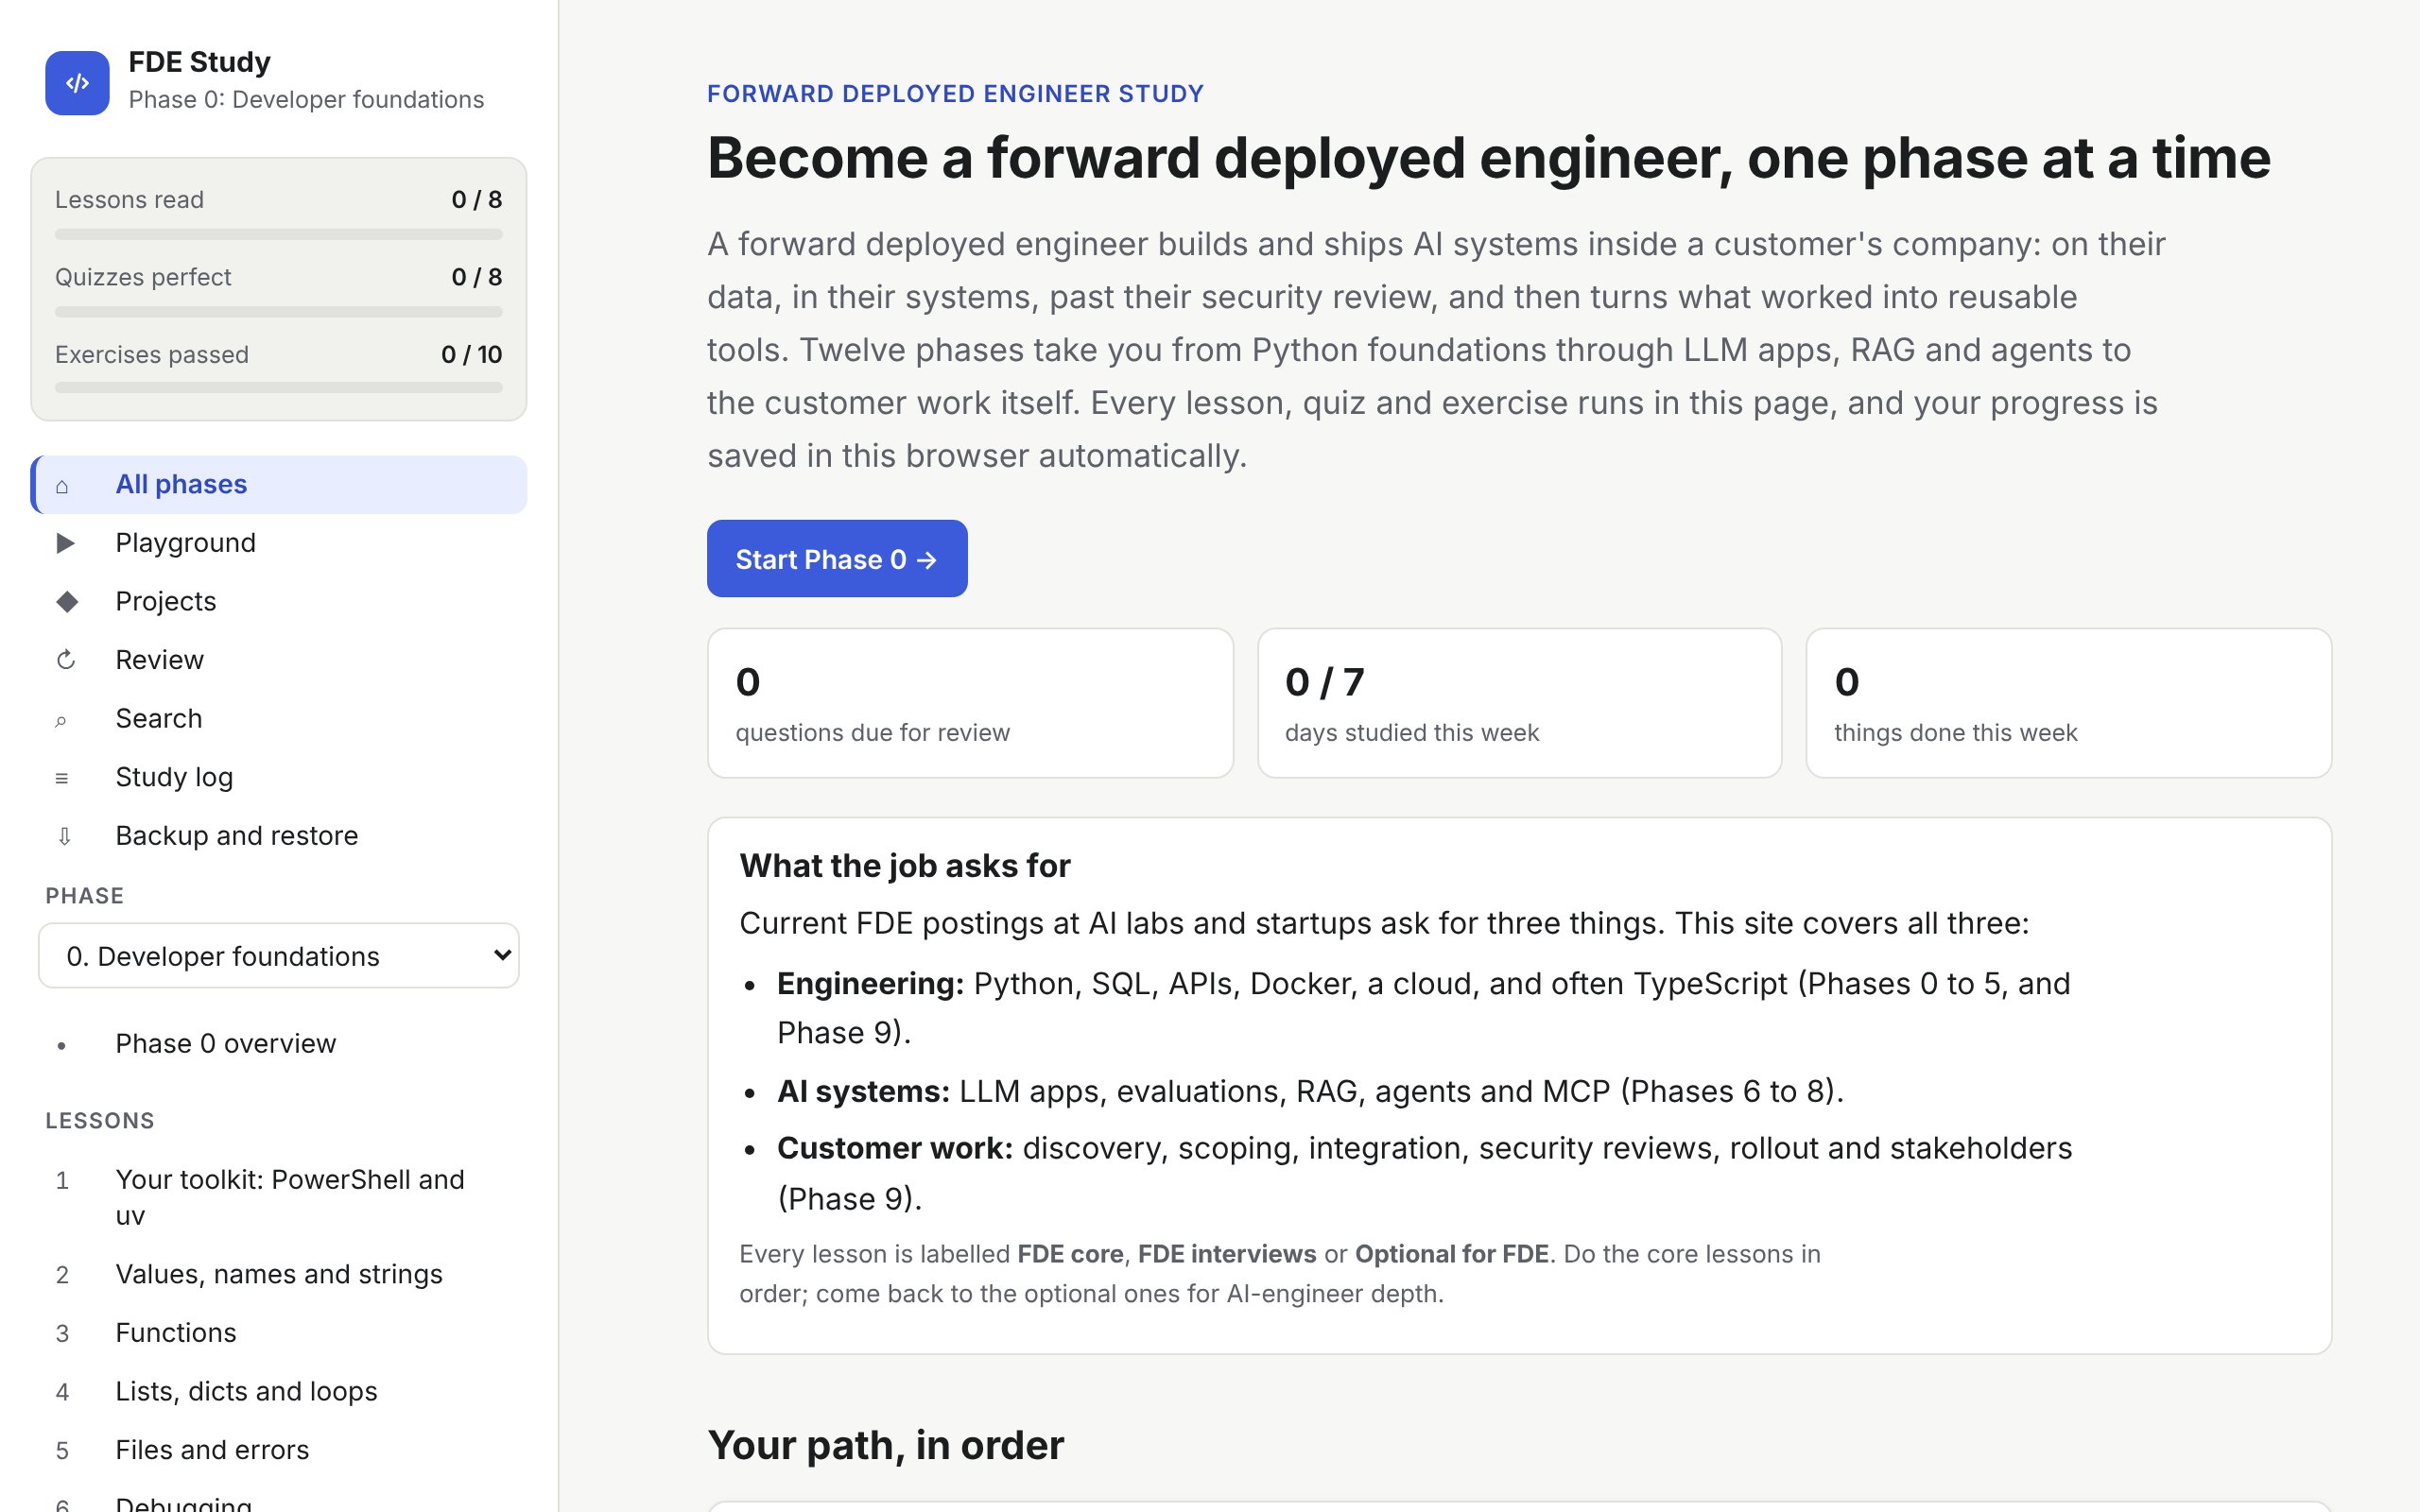 FDE Study
Phase 0: Developer foundations
Lessons read 0 / 8
Quizzes perfect 0 / 8
Exercises passed 0 / 10
All phases
Playground
Projects
Review
Search
Study log
Backup and restore
PHASE
0. Developer foundations
Phase 0 overview
LESSONS
1 Your toolkit: PowerShell and
uv
2 Values, names and strings
3 Functions
4 Lists, dicts and loops
5 Files and errors
6 Debugging
FORWARD DEPLOYED ENGINEER STUDY
Become a forward deployed engineer, one phase at a time
A forward deployed engineer builds and ships AI systems inside a customer's company: on their
data, in their systems, past their security review, and then turns what worked into reusable
tools. Twelve phases take you from Python foundations through LLM apps, RAG and agents to
the customer work itself. Every lesson, quiz and exercise runs in this page, and your progress is
saved in this browser automatically.
Start Phase 0 →
0
questions due for review
0 / 7
days studied this week
0
things done this week
What the job asks for
Current FDE postings at AI labs and startups ask for three things. This site covers all three:
• Engineering: Python, SQL, APIs, Docker, a cloud, and often TypeScript (Phases 0 to 5, and
Phase 9).
• AI systems: LLM apps, evaluations, RAG, agents and MCP (Phases 6 to 8).
• Customer work: discovery, scoping, integration, security reviews, rollout and stakeholders
(Phase 9).
Every lesson is labelled FDE core, FDE interviews or Optional for FDE. Do the core lessons in
order; come back to the optional ones for AI-engineer depth.
Your path, in order